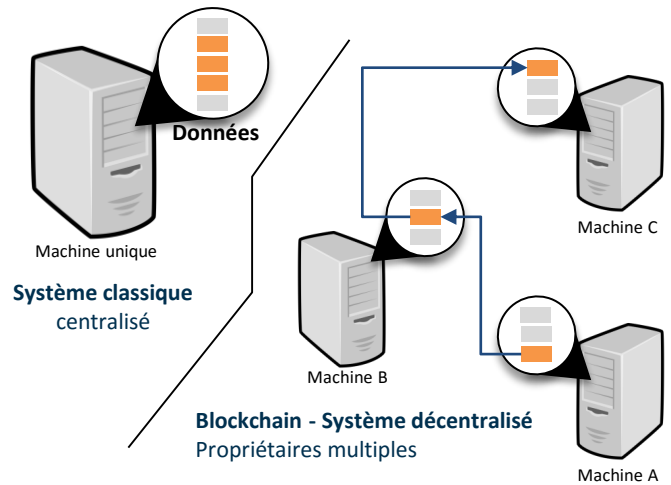 Données
Machine unique
Système classique
centralisé
Machine C
Machine B
Blockchain - Système décentralisé
Propriétaires multiples
Machine A